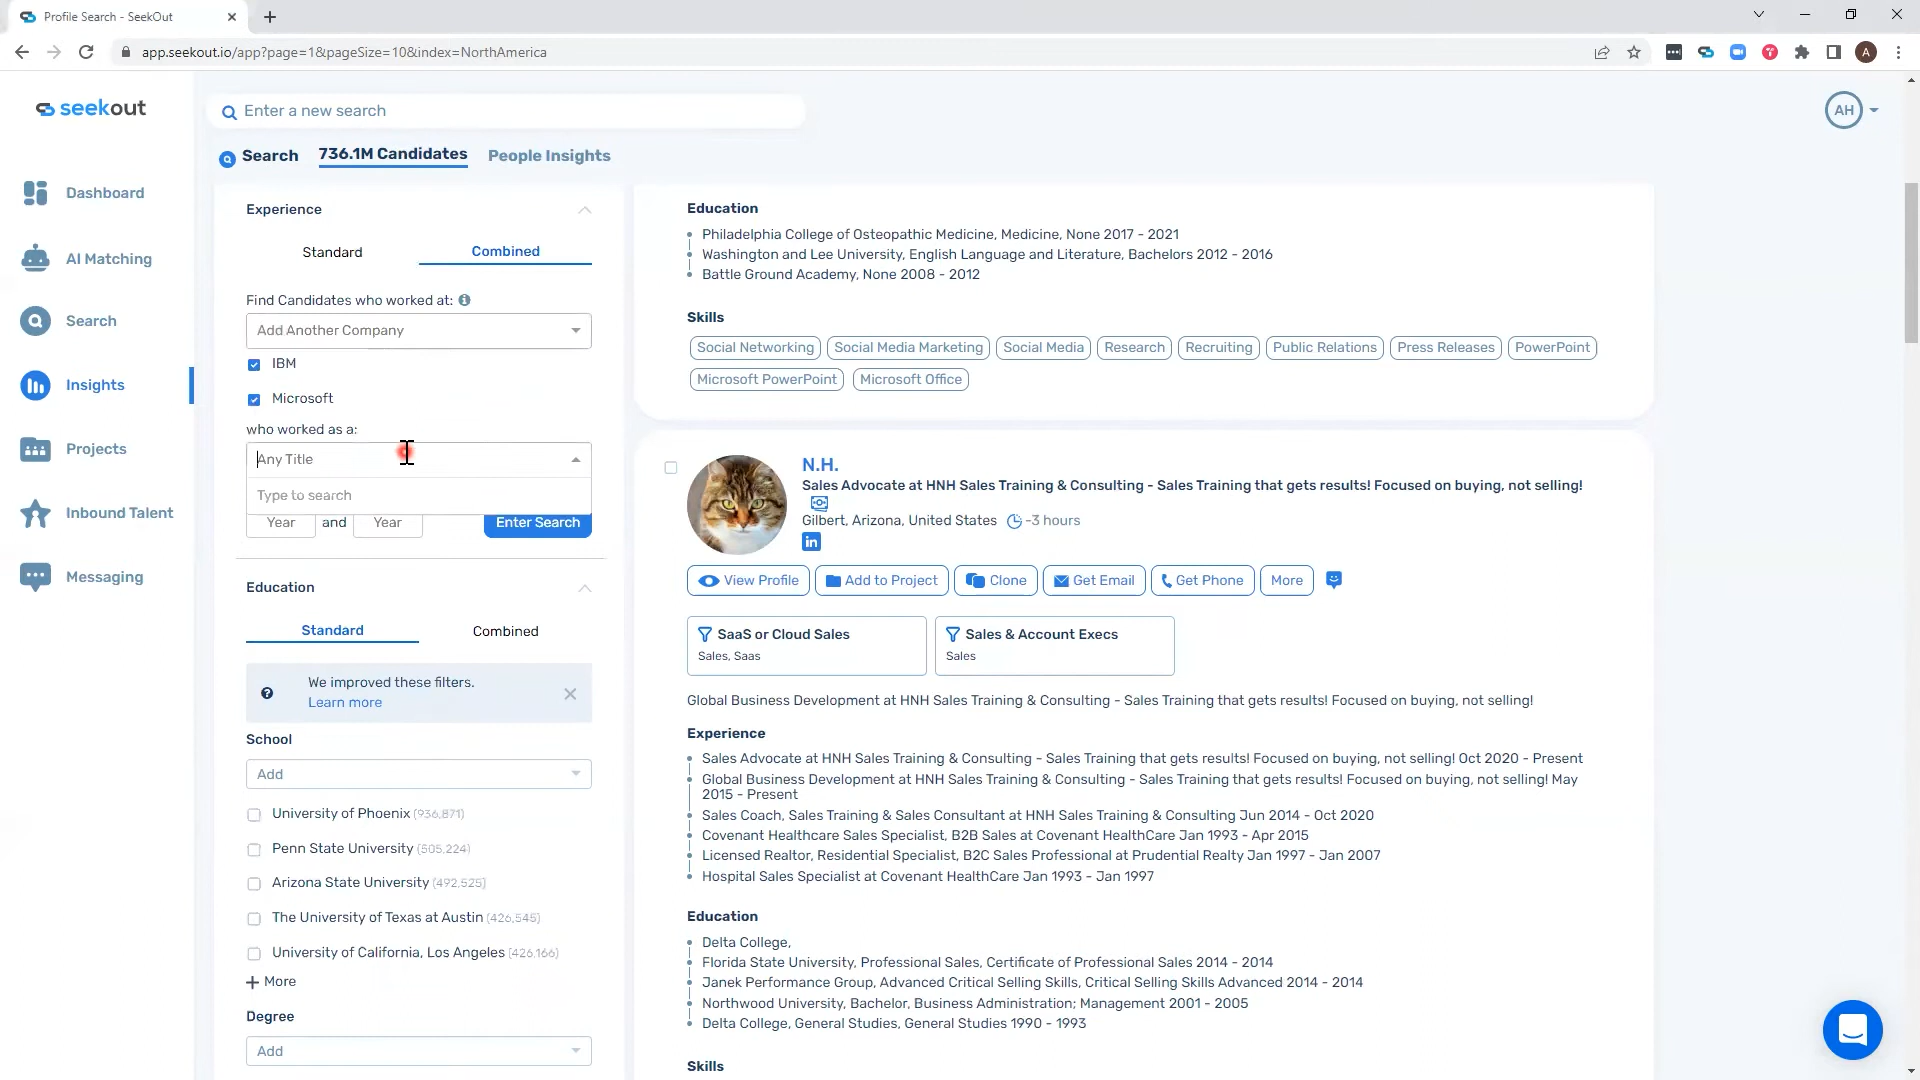 Profile Search - SeekOut
app.seekout.io/app?page=1&pageSize=10&index=NorthAmerica
A
seekout
Enter a new search
AH
Search
736.1M Candidates
People Insights
Dashboard
AI Matching
Search
Insights
Projects
Inbound Talent
Messaging
Experience
Standard
Combined
Find Candidates who worked at:
Add Another Company
IBM
Microsoft
who worked as a:
Any Title
Type to search
Year and Year
Enter Search
Education
Standard
Combined
We improved these filters.
Learn more
School
Add
University of Phoenix (936,871)
Penn State University (505,224)
Arizona State University (492,525)
The University of Texas at Austin (426,545)
University of California, Los Angeles (426,166)
+ More
Degree
Add
Education
Philadelphia College of Osteopathic Medicine, Medicine, None 2017 - 2021
Washington and Lee University, English Language and Literature, Bachelors 2012 - 2016
Battle Ground Academy, None 2008 - 2012
Skills
Social Networking Social Media Marketing Social Media Research Recruiting Public Relations Press Releases PowerPoint
Microsoft PowerPoint Microsoft Office
N.H.
Sales Advocate at HNH Sales Training & Consulting - Sales Training that gets results! Focused on buying, not selling!
Gilbert, Arizona, United States ~3 hours
in
View Profile Add to Project Clone Get Email Get Phone More
SaaS or Cloud Sales
Sales, Saas
Sales & Account Execs
Sales
Global Business Development at HNH Sales Training & Consulting - Sales Training that gets results! Focused on buying, not selling!
Experience
Sales Advocate at HNH Sales Training & Consulting - Sales Training that gets results! Focused on buying, not selling! Oct 2020 - Present
Global Business Development at HNH Sales Training & Consulting - Sales Training that gets results! Focused on buying, not selling! May
2015 - Present
Sales Coach, Sales Training & Sales Consultant at HNH Sales Training & Consulting Jun 2014 - Oct 2020
Covenant Healthcare Sales Specialist, B2B Sales at Covenant HealthCare Jan 1993 - Apr 2015
Licensed Realtor, Residential Specialist, B2C Sales Professional at Prudential Realty Jan 1997 - Jan 2007
Hospital Sales Specialist at Covenant HealthCare Jan 1993 - Jan 1997
Education
Delta College,
Florida State University, Professional Sales, Certificate of Professional Sales 2014 - 2014
Janek Performance Group, Advanced Critical Selling Skills, Critical Selling Skills Advanced 2014 - 2014
Northwood University, Bachelor, Business Administration; Management 2001 - 2005
Delta College, General Studies, General Studies 1990 - 1993
Skills